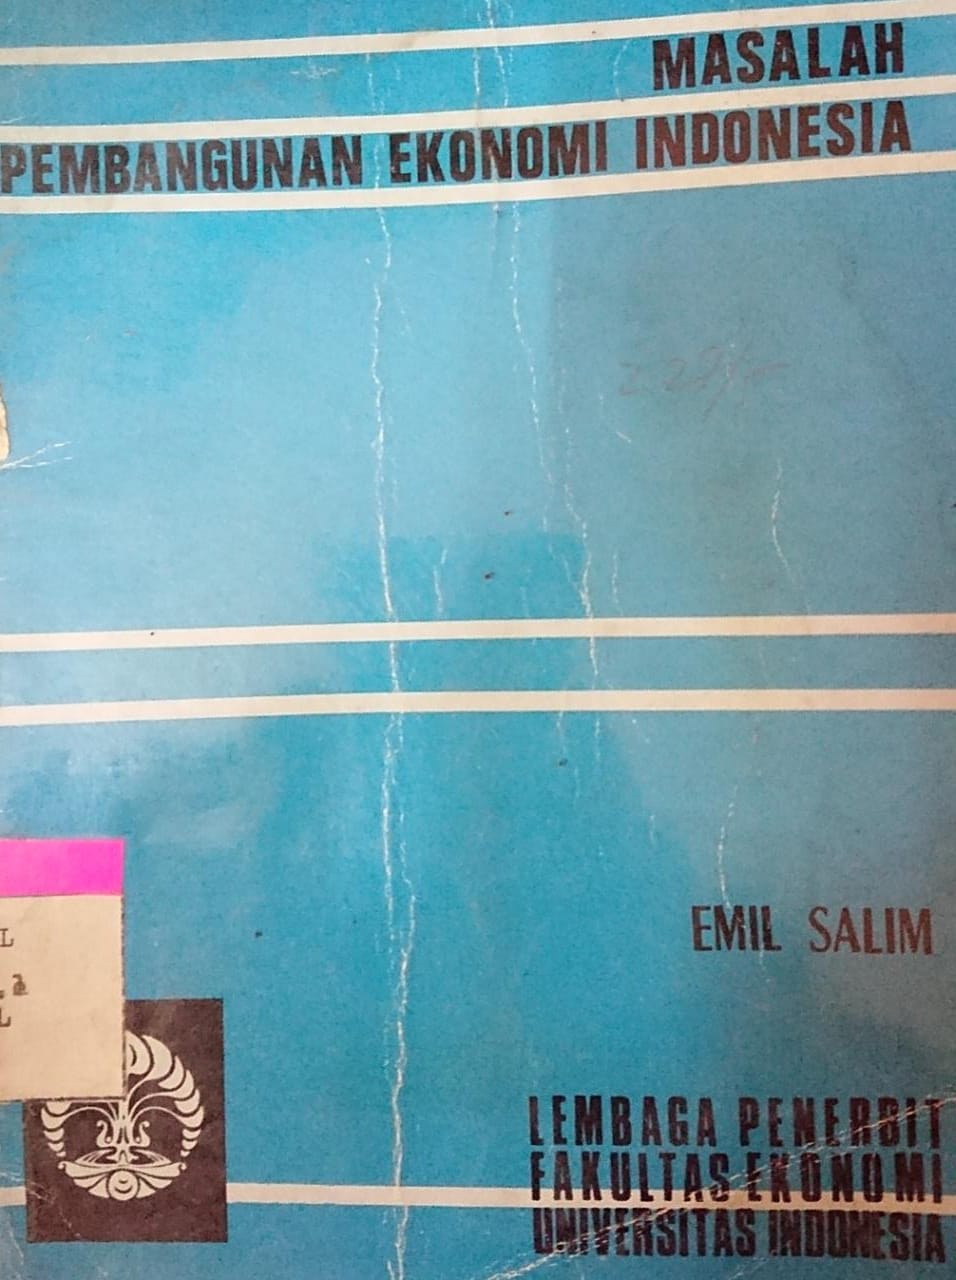 MASALAH
PEMBANGUNAN EKONOMI INDONESIA
EMIL SALIM
LEMBAGA PENERBIT
FAKULTAS EKONOMI
UNIVERSITAS INDONESIA